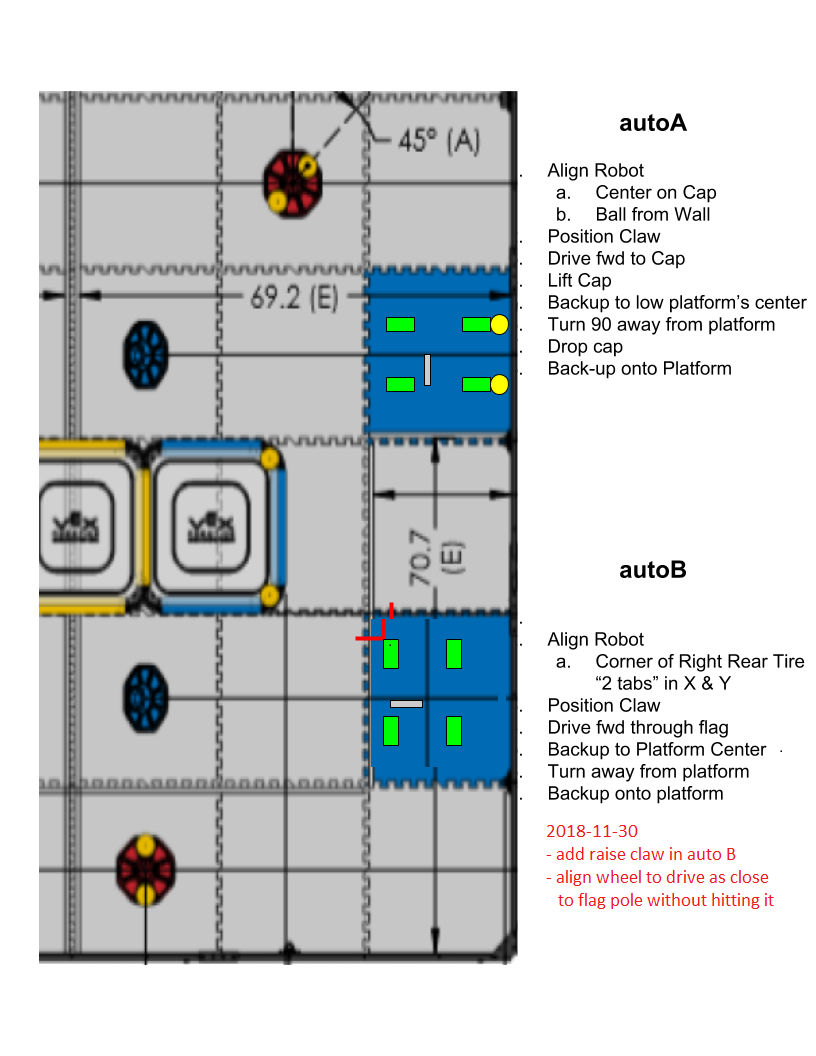 autoA
45° (A)
. Align Robot
a. Center on Cap
b. Ball from Wall
. Position Claw
. Drive fwd to Cap
. Lift Cap
69.2 (E)
. Backup to low platform's center
. Turn 90 away from platform
. Drop cap
. Back-up onto Platform
VEX
VEX
70.7
(E)
autoB
.
. Align Robot
a. Corner of Right Rear Tire
“2 tabs” in X & Y
. Position Claw
. Drive fwd through flag
. Backup to Platform Center .
. Turn away from platform
. Backup onto platform
2018-11-30
- add raise claw in auto B
- align wheel to drive as close
to flag pole without hitting it